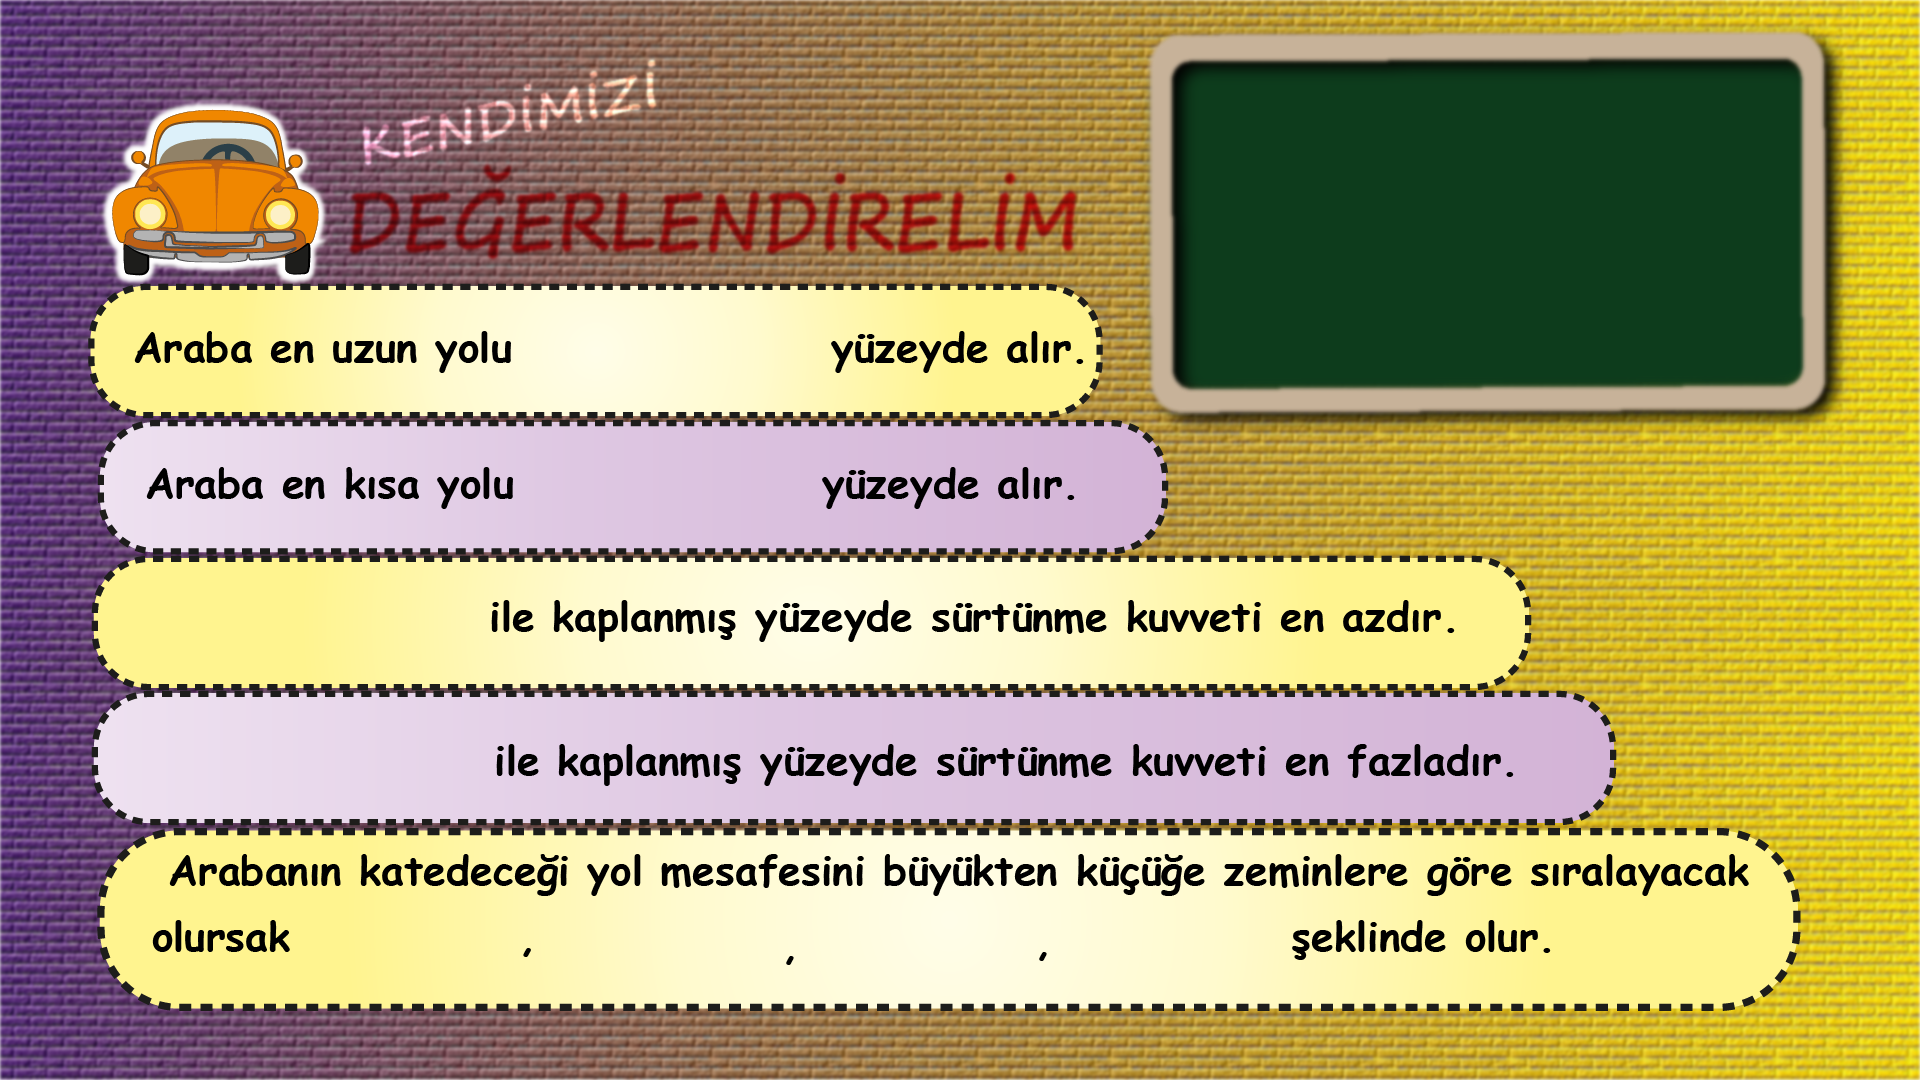 KENDİMİZİ
DEĞERLENDİRELİM
Araba en uzun yolu yüzeyde alır.
Araba en kısa yolu yüzeyde alır.
ile kaplanmış yüzeyde sürtünme kuvveti en azdır.
ile kaplanmış yüzeyde sürtünme kuvveti en fazladır.
Arabanın katedeceği yol mesafesini büyükten küçüğe zeminlere göre sıralayacak
olursak , , , şeklinde olur.